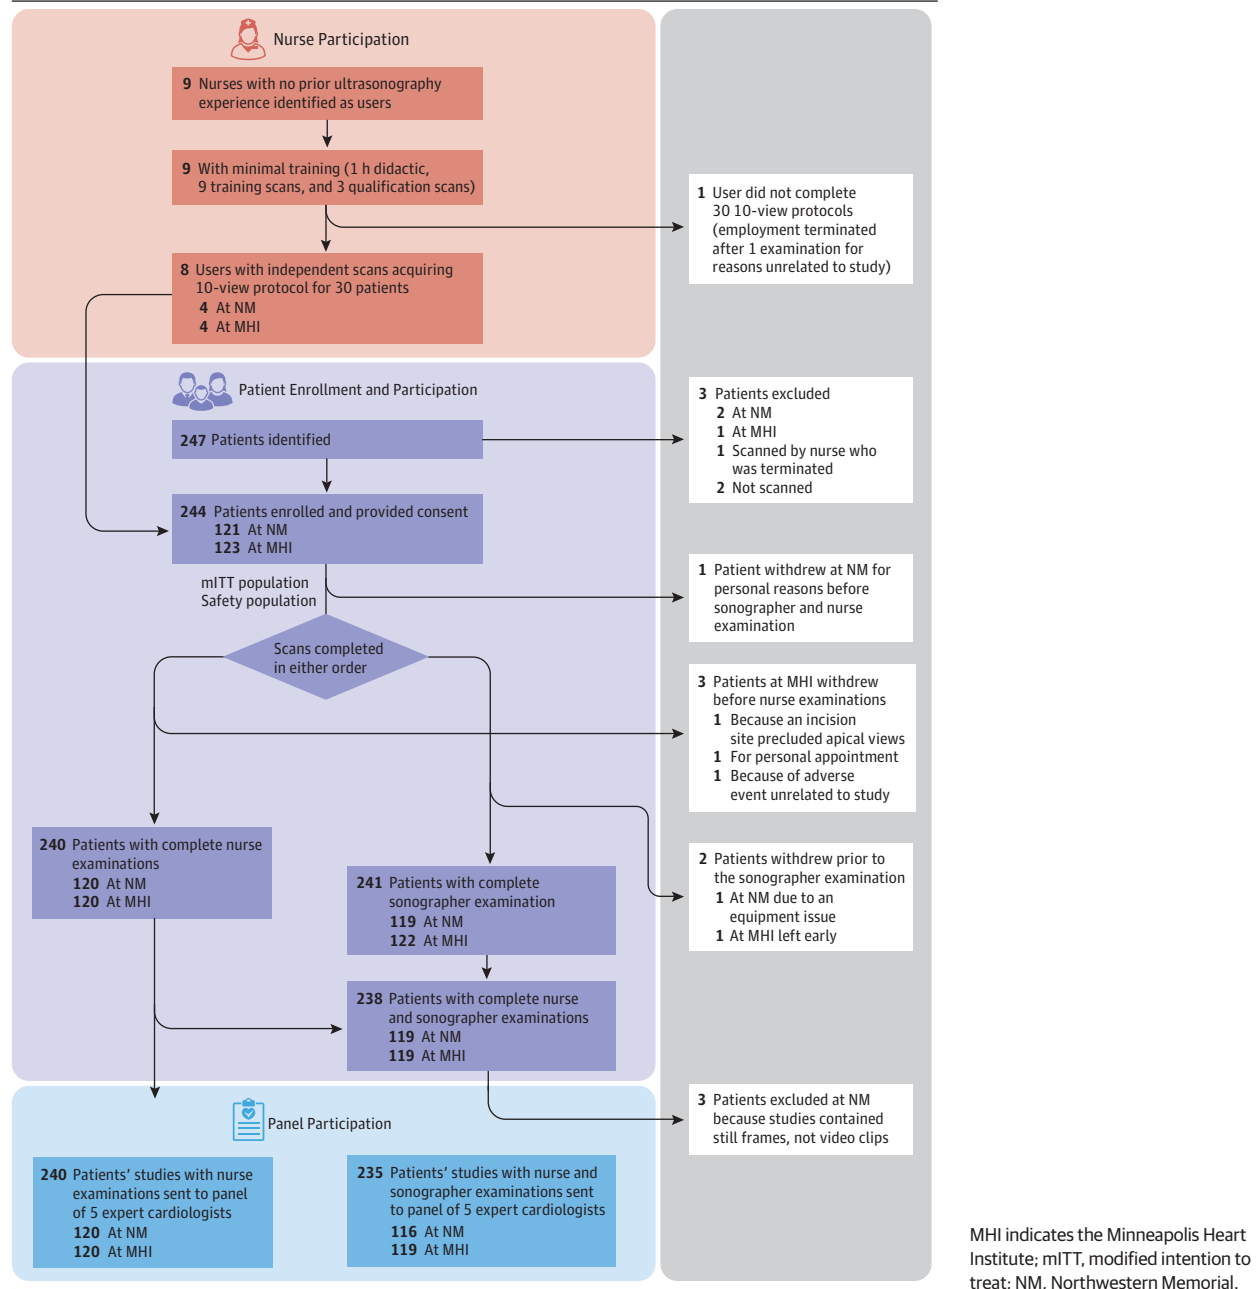 Nurse Participation
9 Nurses with no prior ultrasonography
experience identified as users
9 With minimal training (1 h didactic,
9 training scans, and 3 qualification scans)
1 User did not complete
30 10-view protocols
(employment terminated
after 1 examination for
reasons unrelated to study)
8 Users with independent scans acquiring
10-view protocol for 30 patients
4 At NM
4 At MHI
Patient Enrollment and Participation
247 Patients identified
3 Patients excluded
2 At NM
1 At MHI
1 Scanned by nurse who
was terminated
2 Not scanned
244 Patients enrolled and provided consent
121 At NM
123 At MHI
mITT population
Safety population
1 Patient withdrew at NM for
personal reasons before
sonographer and nurse
examination
Scans completed
in either order
3 Patients at MHI withdrew
before nurse examinations
1 Because an incision
site precluded apical views
1 For personal appointment
1 Because of adverse
event unrelated to study
240 Patients with complete nurse
examinations
120 At NM
120 At MHI
241 Patients with complete
sonographer examination
119 At NM
122 At MHI
2 Patients withdrew prior to
the sonographer examination
1 At NM due to an
equipment issue
1 At MHI left early
238 Patients with complete nurse
and sonographer examinations
119 At NM
119 At MHI
3 Patients excluded at NM
because studies contained
still frames, not video clips
Panel Participation
240 Patients’ studies with nurse
examinations sent to panel
of 5 expert cardiologists
120 At NM
120 At MHI
235 Patients’ studies with nurse and
sonographer examinations sent
to panel of 5 expert cardiologists
116 At NM
119 At MHI
MHI indicates the Minneapolis Heart
Institute; mITT, modified intention to
treat; NM, Northwestern Memorial.